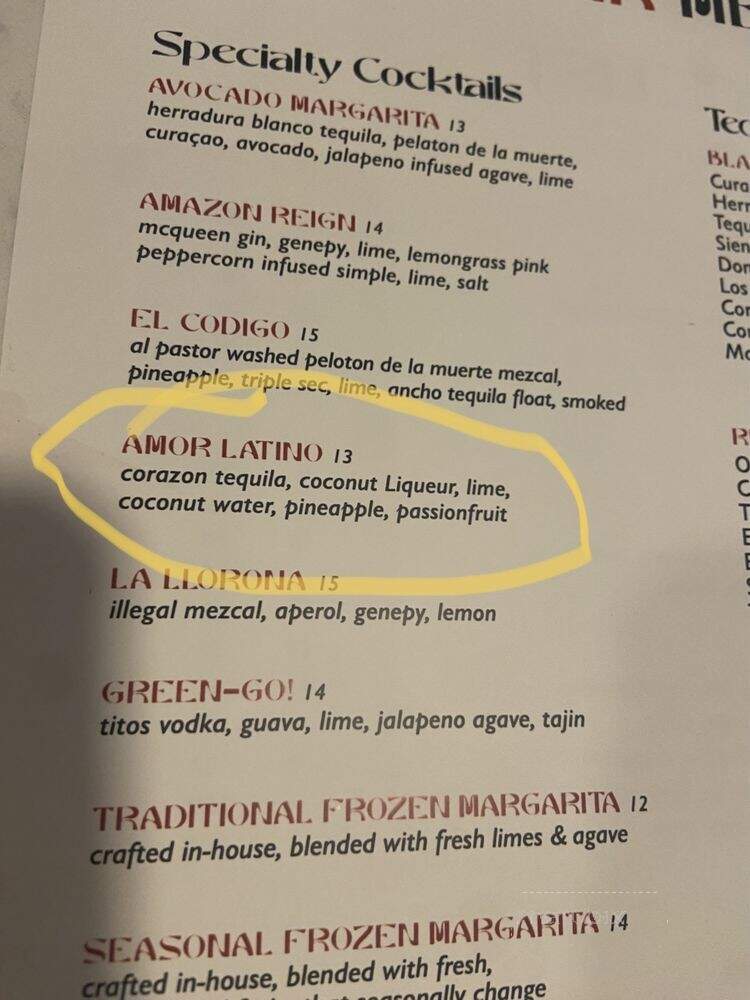 Specialty Cocktails
AVOCADO MARGARITA 13
herradura blanco tequila, pelaton de la muerte,
curaçao, avocado, jalapeno infused agave, lime
AMAZON REIGN 14
mcqueen gin, genepy, lime, lemongrass pink
peppercorn infused simple, lime, salt
EL CODIGO 15
al pastor washed peloton de la muerte mezcal,
pineapple, triple sec, lime, ancho tequila float, smoked
AMOR LATINO 13
corazon tequila, coconut Liqueur, lime,
coconut water, pineapple, passionfruit
LA LLORONA 15
illegal mezcal, aperol, genepy, lemon
GREEN-GO! 14
titos vodka, guava, lime, jalapeno agave, tajin
TRADITIONAL FROZEN MARGARITA 12
crafted in-house, blended with fresh limes & agave
SEASONAL FROZEN MARGARITA 14
crafted in-house, blended with fresh,
seasonally change
Los